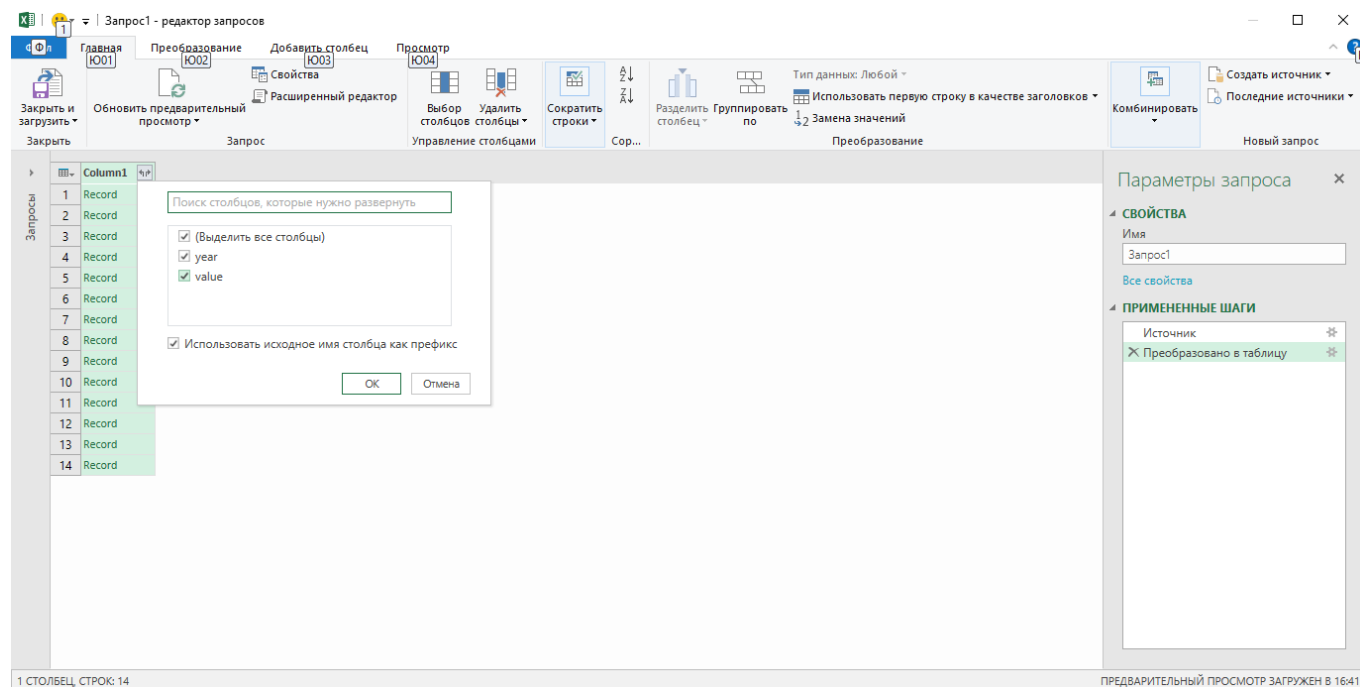 Запрос1 - редактор запросов
1
Ф
Главная Преобразование Добавить столбец Просмотр
Ю01 Ю02 Ю03 Ю04
Закрыть и загрузить
Закрыть
Обновить предварительный просмотр
Свойства
Расширенный редактор
Запрос
Выбор столбцов
Удалить столбцы
Управление столбцами
Сократить строки
Сор...
Разделить столбец
Группировать по
Тип данных: Любой
Использовать первую строку в качестве заголовков
Замена значений
Преобразование
Комбинировать
Создать источник
Последние источники
Новый запрос
Запросы
Column1
1 Record
2 Record
3 Record
4 Record
5 Record
6 Record
7 Record
8 Record
9 Record
10 Record
11 Record
12 Record
13 Record
14 Record
Поиск столбцов, которые нужно развернуть
(Выделить все столбцы)
year
value
Использовать исходное имя столбца как префикс
ОК Отмена
Параметры запроса
СВОЙСТВА
Имя
Запрос1
Все свойства
ПРИМЕНЕННЫЕ ШАГИ
Источник
Преобразовано в таблицу
1 СТОЛБЕЦ, СТРОК: 14
ПРЕДВАРИТЕЛЬНЫЙ ПРОСМОТР ЗАГРУЖЕН В 16:41